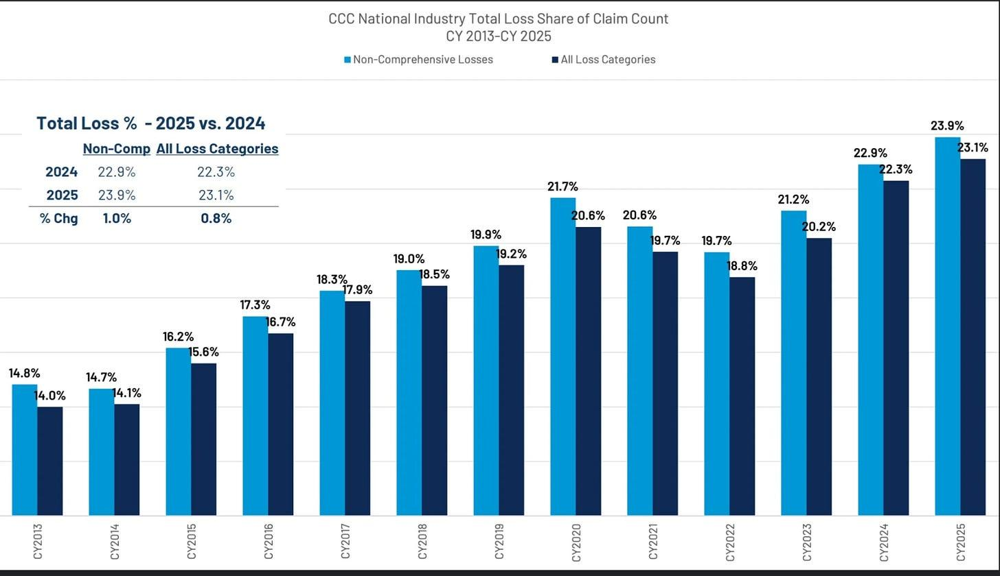 CCC National Industry Total Loss Share of Claim Count
CY 2013-CY 2025
Non-Comprehensive Losses All Loss Categories
Total Loss % - 2025 vs. 2024
Non-Comp All Loss Categories
2024 22.9% 22.3%
2025 23.9% 23.1%
% Chg 1.0% 0.8%
14.8% 14.0%
14.7% 14.1%
16.2% 15.6%
17.3% 16.7%
18.3% 17.9%
19.0% 18.5%
19.9% 19.2%
21.7% 20.6%
20.6% 19.7%
19.7% 18.8%
21.2% 20.2%
22.9% 22.3%
23.9% 23.1%
CY2013 CY2014 CY2015 CY2016 CY2017 CY2018 CY2019 CY2020 CY2021 CY2022 CY2023 CY2024 CY2025